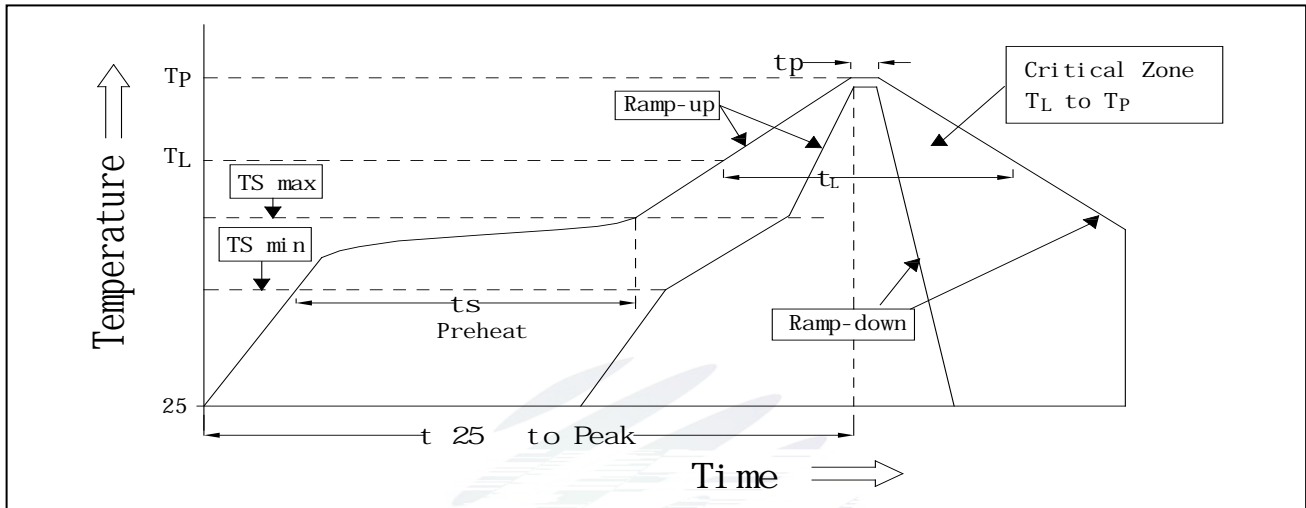 TP
tp
Critical Zone
TL to TP
Ramp-up
TL
TS max
tL
TS min
Temperature
ts
Preheat
Ramp-down
25
t 25 to Peak
Time